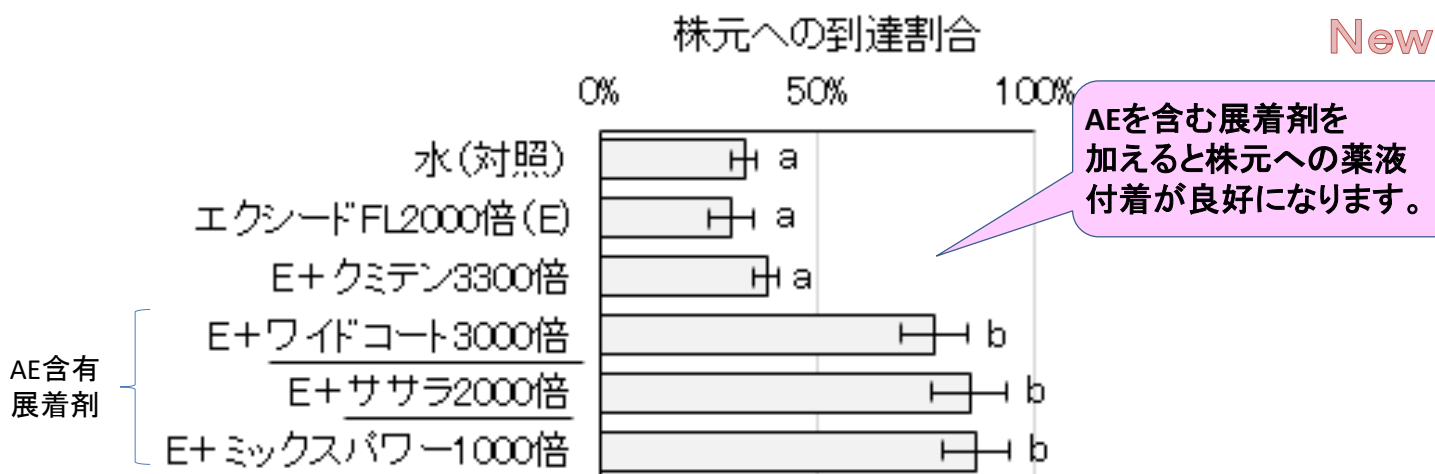 株元への到達割合
New
0%
50%
100%
AEを含む展着剤を
加えると株元への薬液
付着が良好になります。
水(対照)
a
エクシードFL2000倍(E)
a
E+クミテン3300倍
a
E+ワイドコート3000倍
b
AE含有
展着剤
E+ササラ2000倍
b
E+ミックスパワー1000倍
b